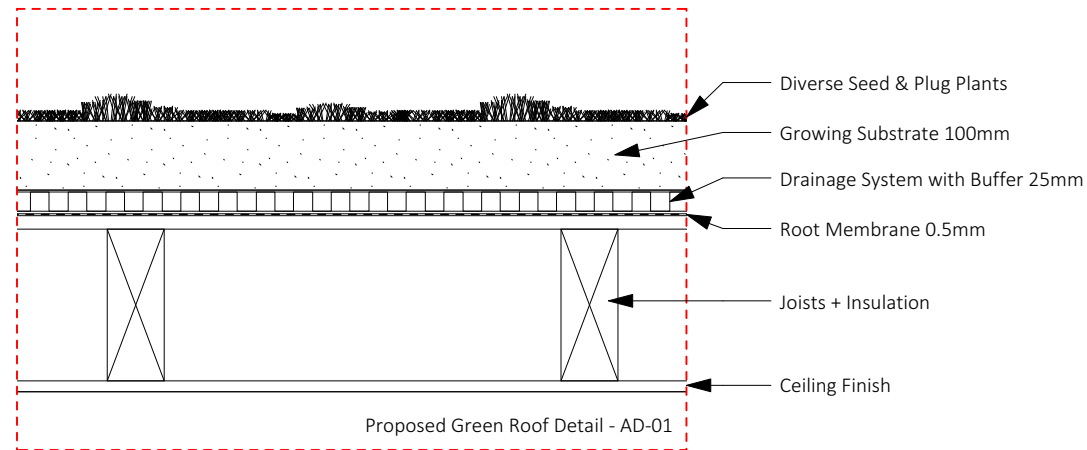 Diverse Seed & Plug Plants
Growing Substrate 100mm
Drainage System with Buffer 25mm
Root Membrane 0.5mm
Joists + Insulation
Ceiling Finish
Proposed Green Roof Detail - AD-01